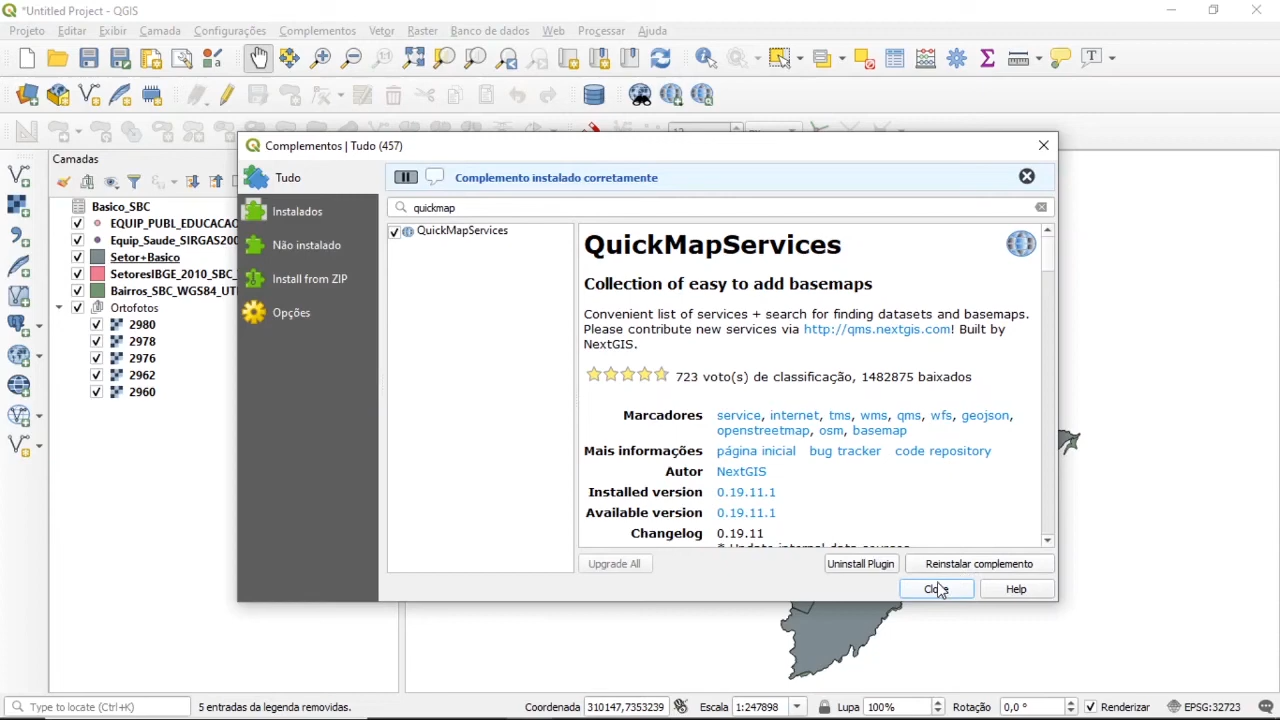 *Untitled Project - QGIS
Projeto Editar Exibir Camada Configurações Complementos Vetor Raster Banco de dados Web Processar Ajuda
Camadas
Basico_SBC
EQUIP_PUBL_EDUCACAO
Equip_Saude_SIRGAS200
Setor+Basico
SetoresIBGE_2010_SBC_
Bairros_SBC_WGS84_UT
Ortofotos
2980
2978
2976
2962
2960
Complementos | Tudo (457)
Tudo
Instalados
Não instalado
Install from ZIP
Opções
Complemento instalado corretamente
quickmap
QuickMapServices
QuickMapServices
Collection of easy to add basemaps
Convenient list of services + search for finding datasets and basemaps.
Please contribute new services via http://qms.nextgis.com! Built by
NextGIS.
723 voto(s) de classificação, 1482875 baixados
Marcadores service, internet, tms, wms, qms, wfs, geojson,
openstreetmap, osm, basemap
Mais informações página inicial bug tracker code repository
Autor NextGIS
Installed version 0.19.11.1
Available version 0.19.11.1
Changelog 0.19.11
Upgrade All Uninstall Plugin Reinstalar complemento
Close Help
Type to locate (Ctrl+K) 5 entradas da legenda removidas. Coordenada 310147,7353239 Escala 1:247898 Lupa 100% Rotação 0,0 ° Renderizar EPSG:32723